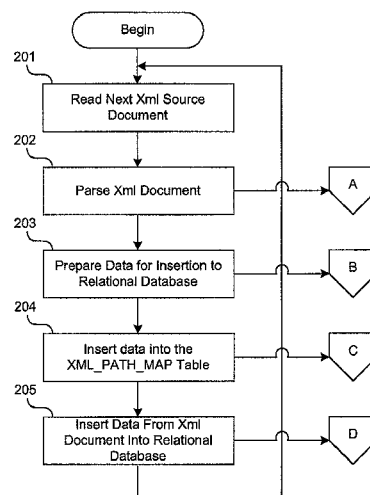 Begin
201
Read Next Xml Source
Document
202
Parse Xml Document
A
203
Prepare Data for Insertion to
Relational Database
B
204
Insert data into the
XML_PATH_MAP Table
C
205
Insert Data From Xml
Document Into Relational
Database
D